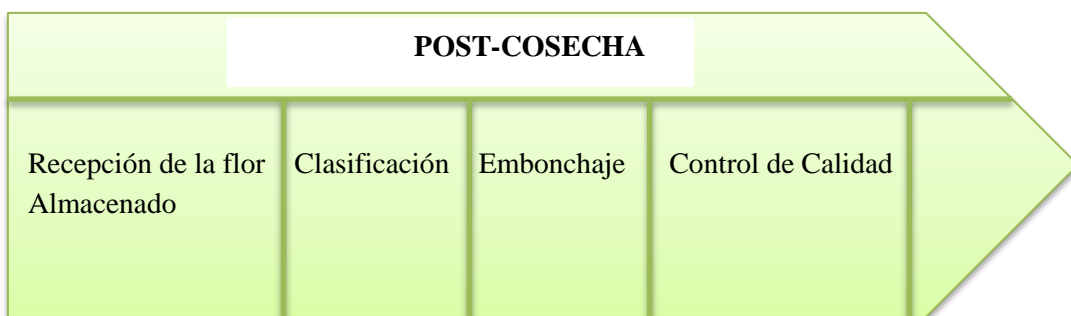 POST-COSECHA
Recepción de la flor
Almacenado
Clasificación
Embonchaje
Control de Calidad